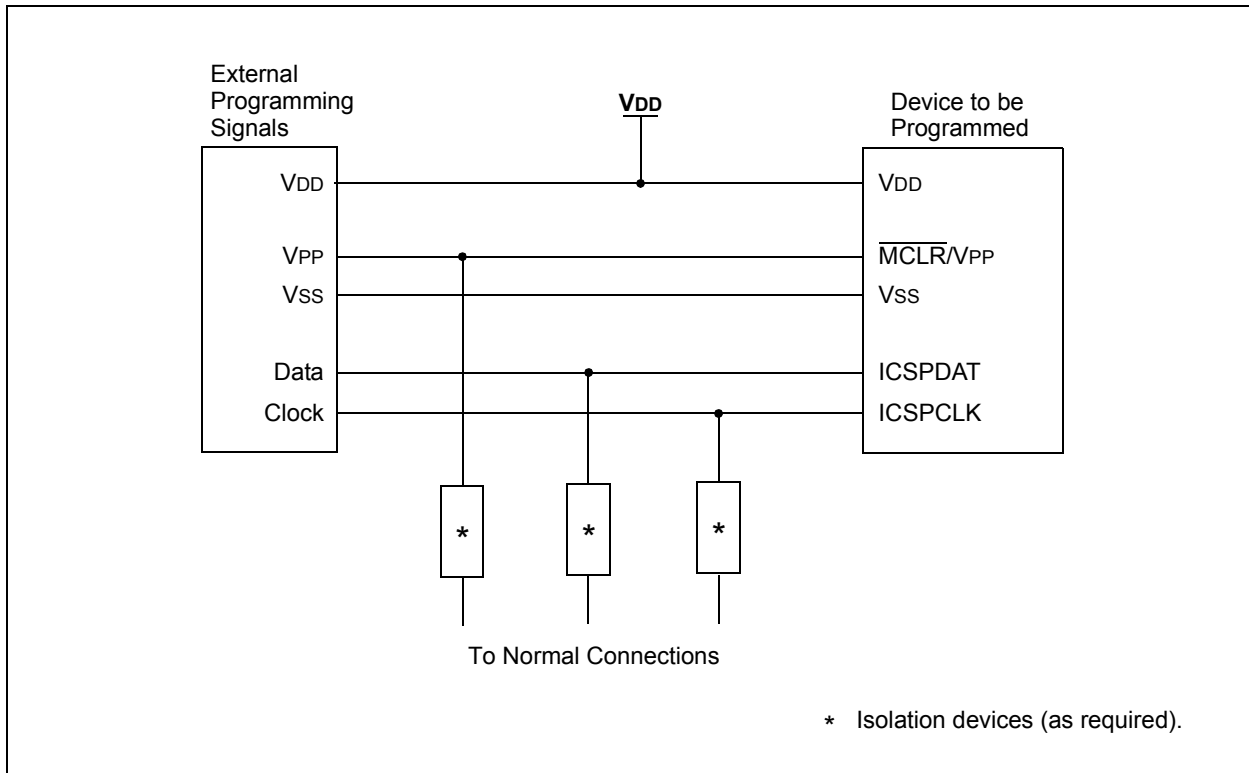 External
Programming
Signals
VDD
Device to be
Programmed
VDD
VDD
VPP
MCLR/VPP
VSS
VSS
Data
ICSPDAT
Clock
ICSPCLK
*
*
*
To Normal Connections
* Isolation devices (as required).